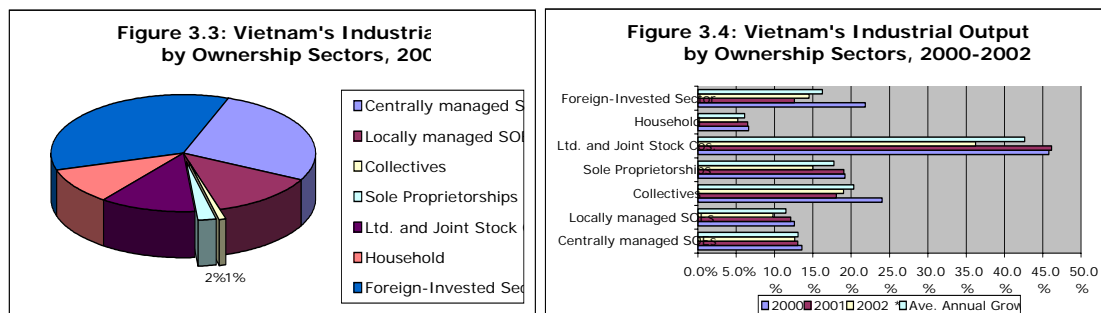 Figure 3.3: Vietnam's Industria
by Ownership Sectors, 200
Centrally managed S
Locally managed SOE
Collectives
Sole Proprietorships
Ltd. and Joint Stock C
Household
Foreign-Invested Sec
2%1%
Figure 3.4: Vietnam's Industrial Output
by Ownership Sectors, 2000-2002
Foreign-Invested Sector
Household
Ltd. and Joint Stock Cos.
Sole Proprietorships
Collectives
Locally managed SOEs
Centrally managed SOEs
0.0% 5.0% 10.0 15.0 20.0 25.0 30.0 35.0 40.0 45.0 50.0
% % % % % % % % %
2000 2001 2002 * Ave. Annual Grow